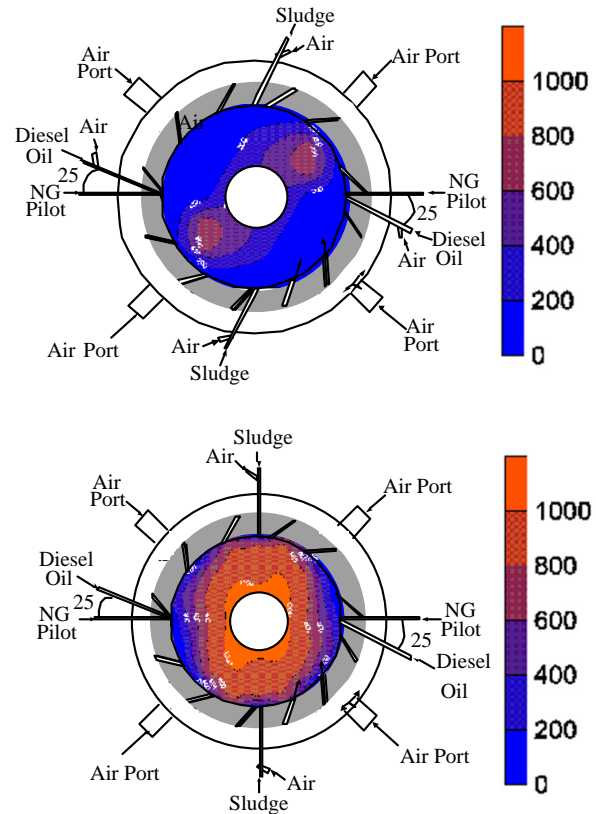 Sludge
Air
Air
Port
Air Port
1000
800
600
400
200
0
Air
Air
Diesel
Oil
NG
Pilot
25
NG
Pilot
25
Diesel
Oil
Air
Air Port
Air
Port
Air
Sludge
Sludge
Air
Air
Port
Air Port
1000
800
600
400
200
0
Diesel
Oil
25
NG
Pilot
NG
Pilot
25
Diesel
Oil
Air Port
Air Port
Air
Sludge